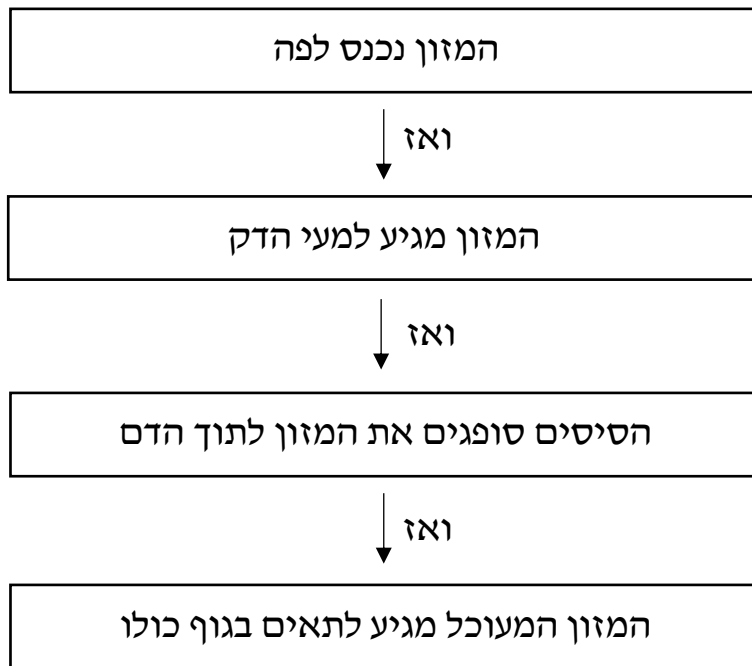 המזון נכנס לפה
ואז
המזון מגיע למעי הדק
ואז
הסיסים סופגים את המזון לתוך הדם
ואז
המזון המעוכל מגיע לתאים בגוף כולו